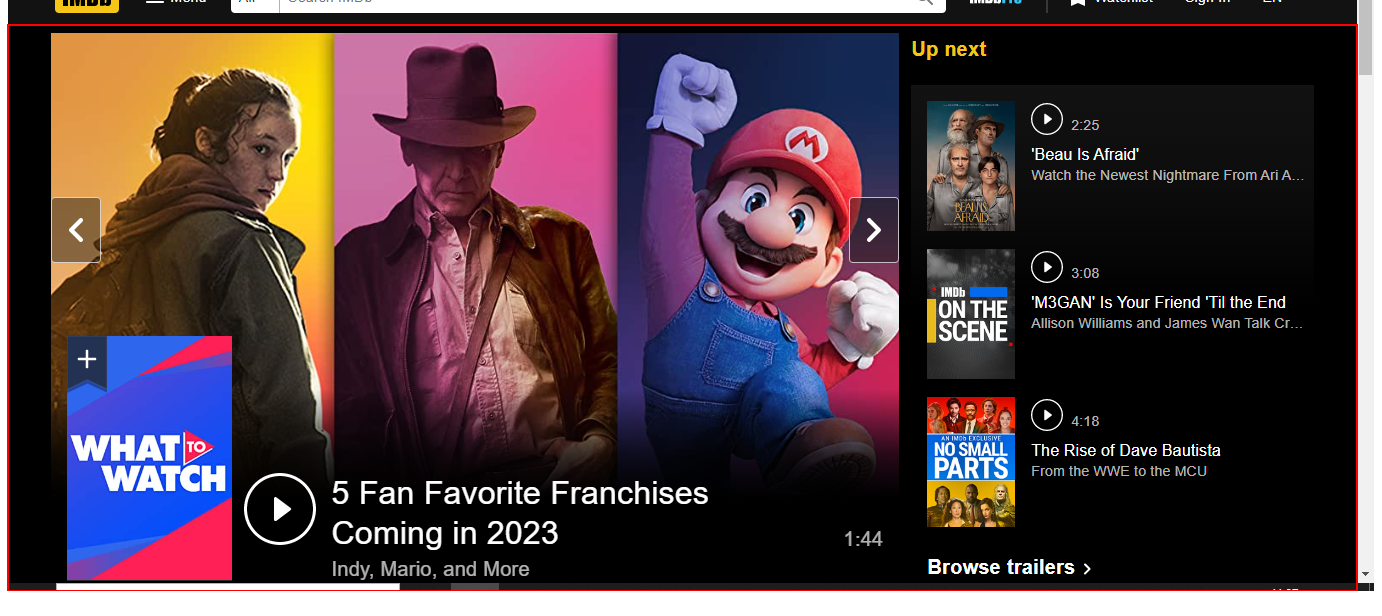 IMDb
Menu
All
Search IMDb
IMDbPro
Watchlist
Sign In
EN
M
WHAT TO
WATCH
5 Fan Favorite Franchises
Coming in 2023
Indy, Mario, and More
1:44
Up next
BEAU IS
AFRAID
2:25
'Beau Is Afraid'
Watch the Newest Nightmare From Ari A...
IMDb
ON THE
SCENE
3:08
'M3GAN' Is Your Friend 'Til the End
Allison Williams and James Wan Talk Cr...
AN IMDb EXCLUSIVE
NO SMALL
PARTS
4:18
The Rise of Dave Bautista
From the WWE to the MCU
Browse trailers